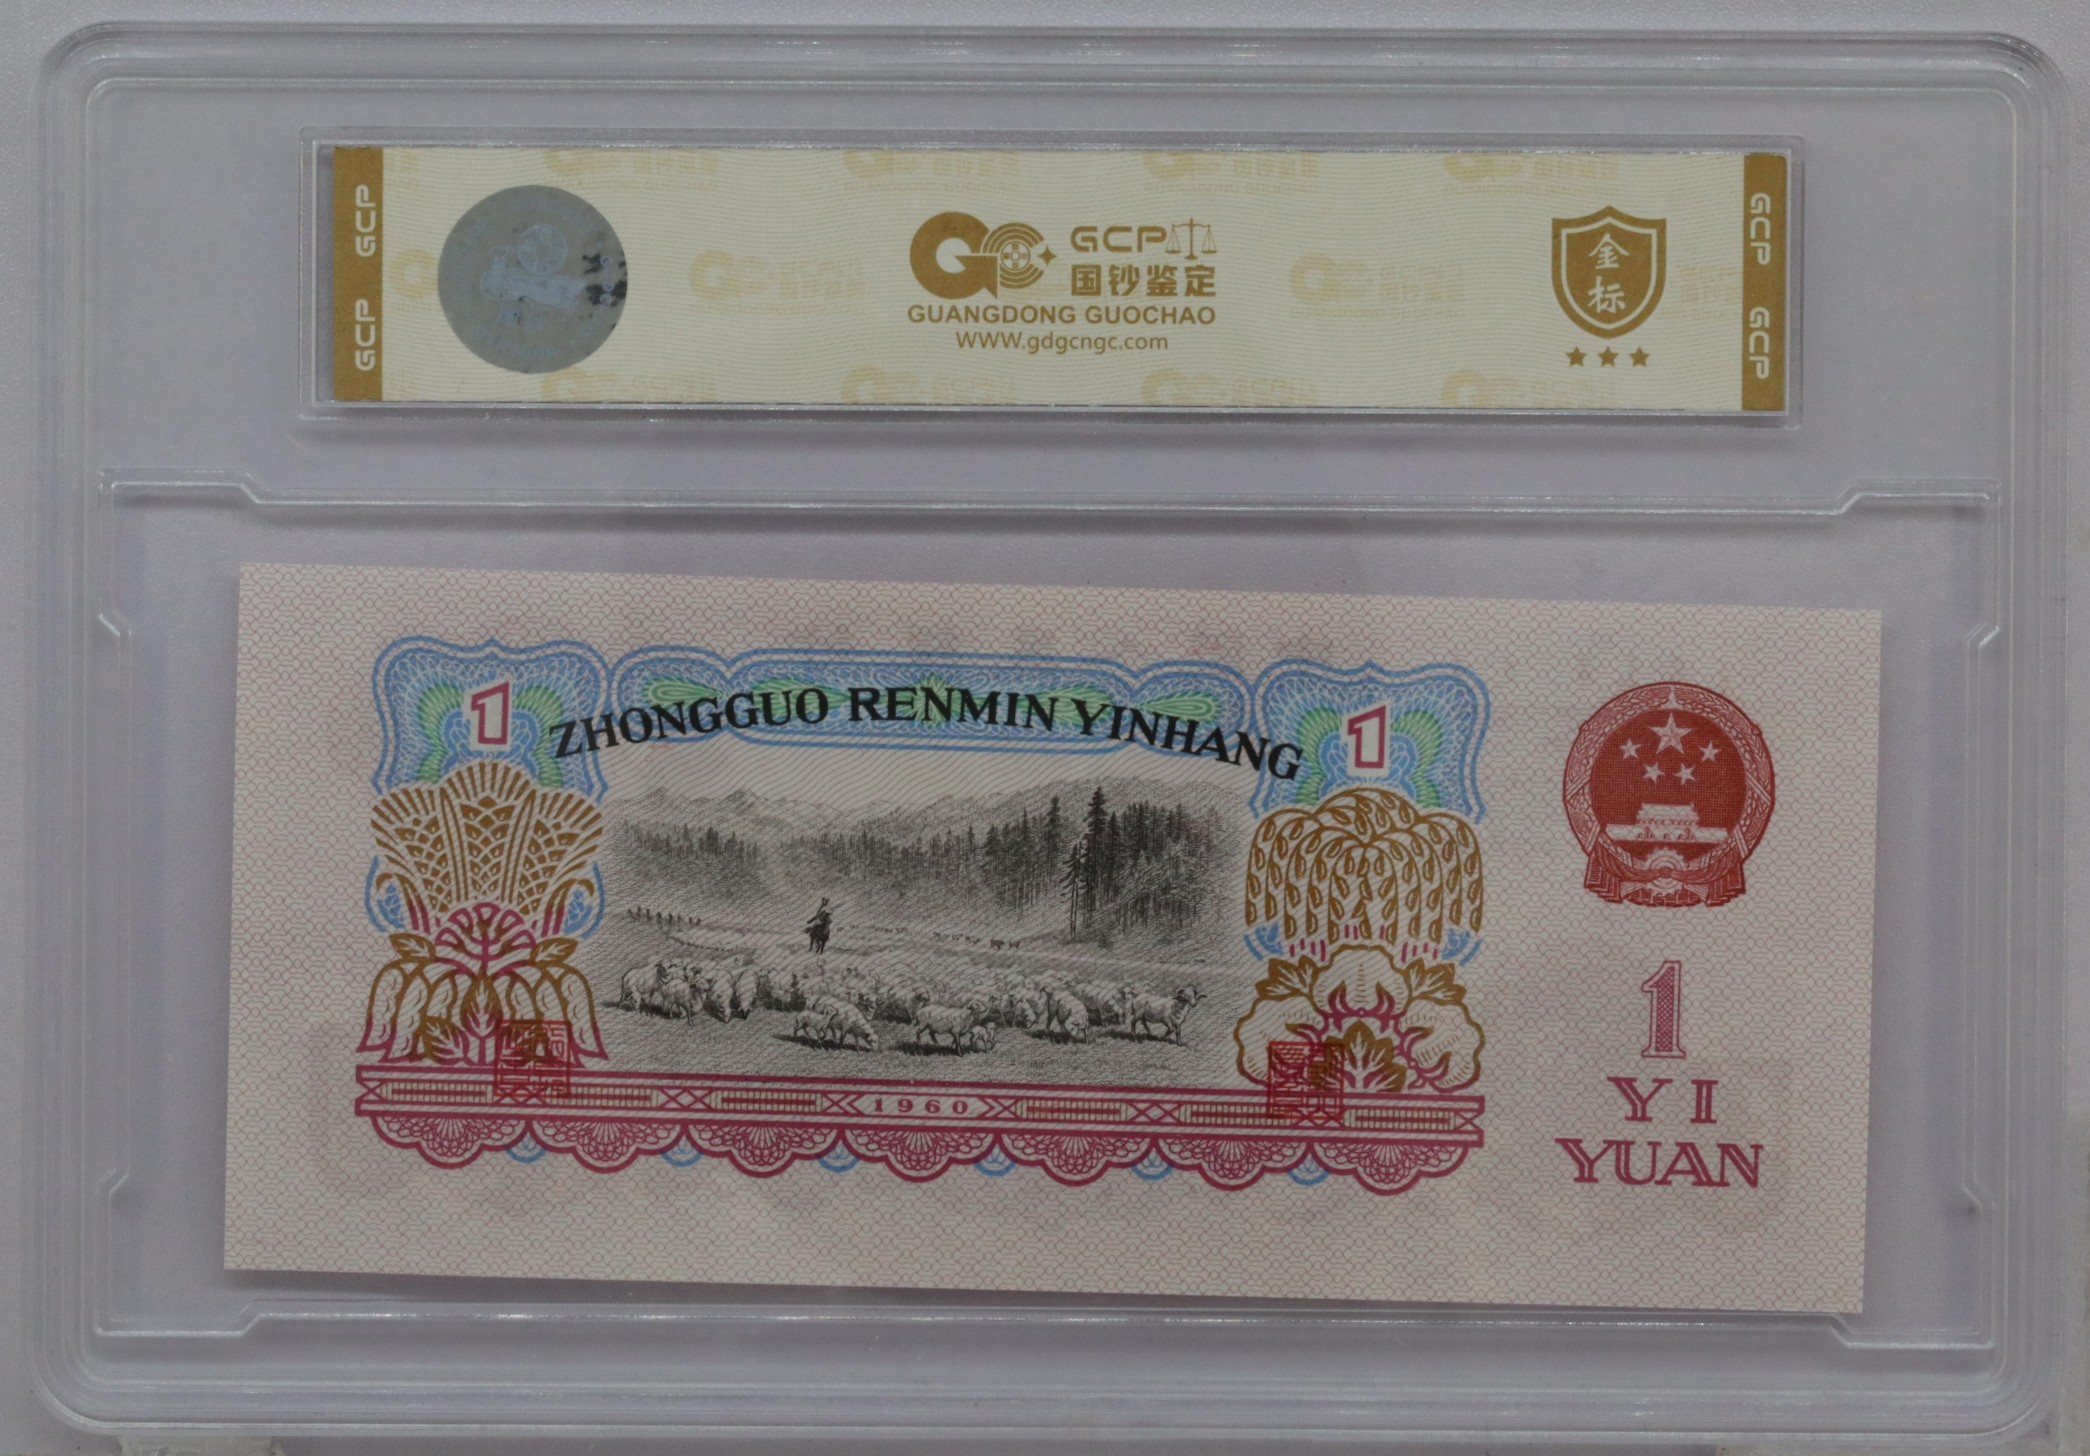 GCP
GCP
GCP
国钞鉴定
GUANGDONG GUOCHAO
WWW.gdgcngc.com
金
标
GCP
GCP
1
ZHONGGUO RENMIN YINHANG
1
1960
1
YI
YUAN